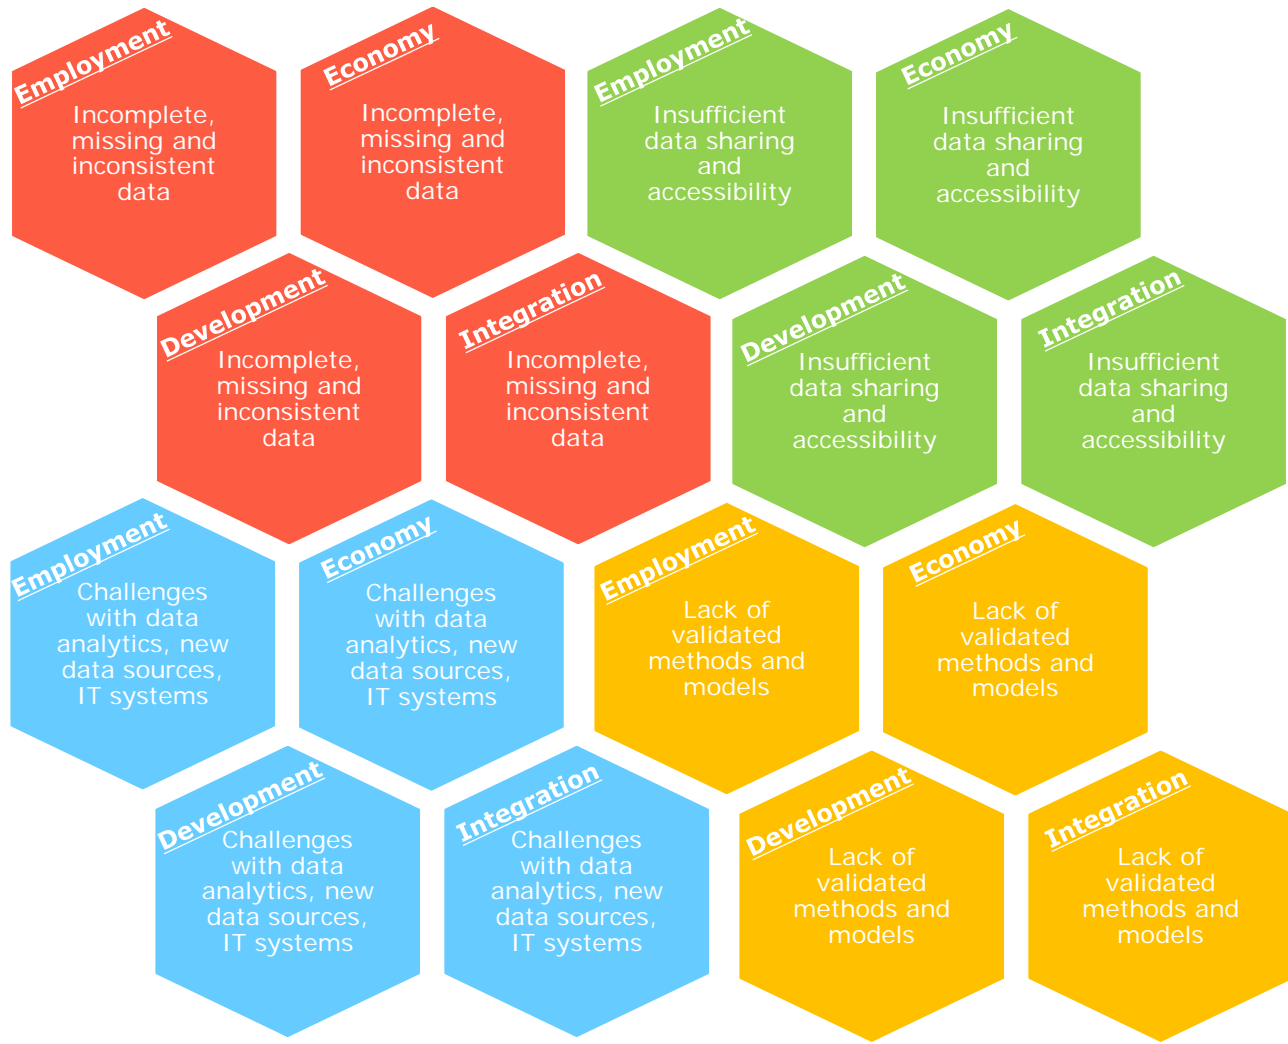 Employment
Incomplete,
missing and
inconsistent
data
Economy
Incomplete,
missing and
inconsistent
data
Employment
Insufficient
data sharing
and
accessibility
Economy
Insufficient
data sharing
and
accessibility
Development
Incomplete,
missing and
inconsistent
data
Integration
Incomplete,
missing and
inconsistent
data
Development
Insufficient
data sharing
and
accessibility
Integration
Insufficient
data sharing
and
accessibility
Employment
Challenges
with data
analytics, new
data sources,
IT systems
Economy
Challenges
with data
analytics, new
data sources,
IT systems
Employment
Lack of
validated
methods and
models
Economy
Lack of
validated
methods and
models
Development
Challenges
with data
analytics, new
data sources,
IT systems
Integration
Challenges
with data
analytics, new
data sources,
IT systems
Development
Lack of
validated
methods and
models
Integration
Lack of
validated
methods and
models